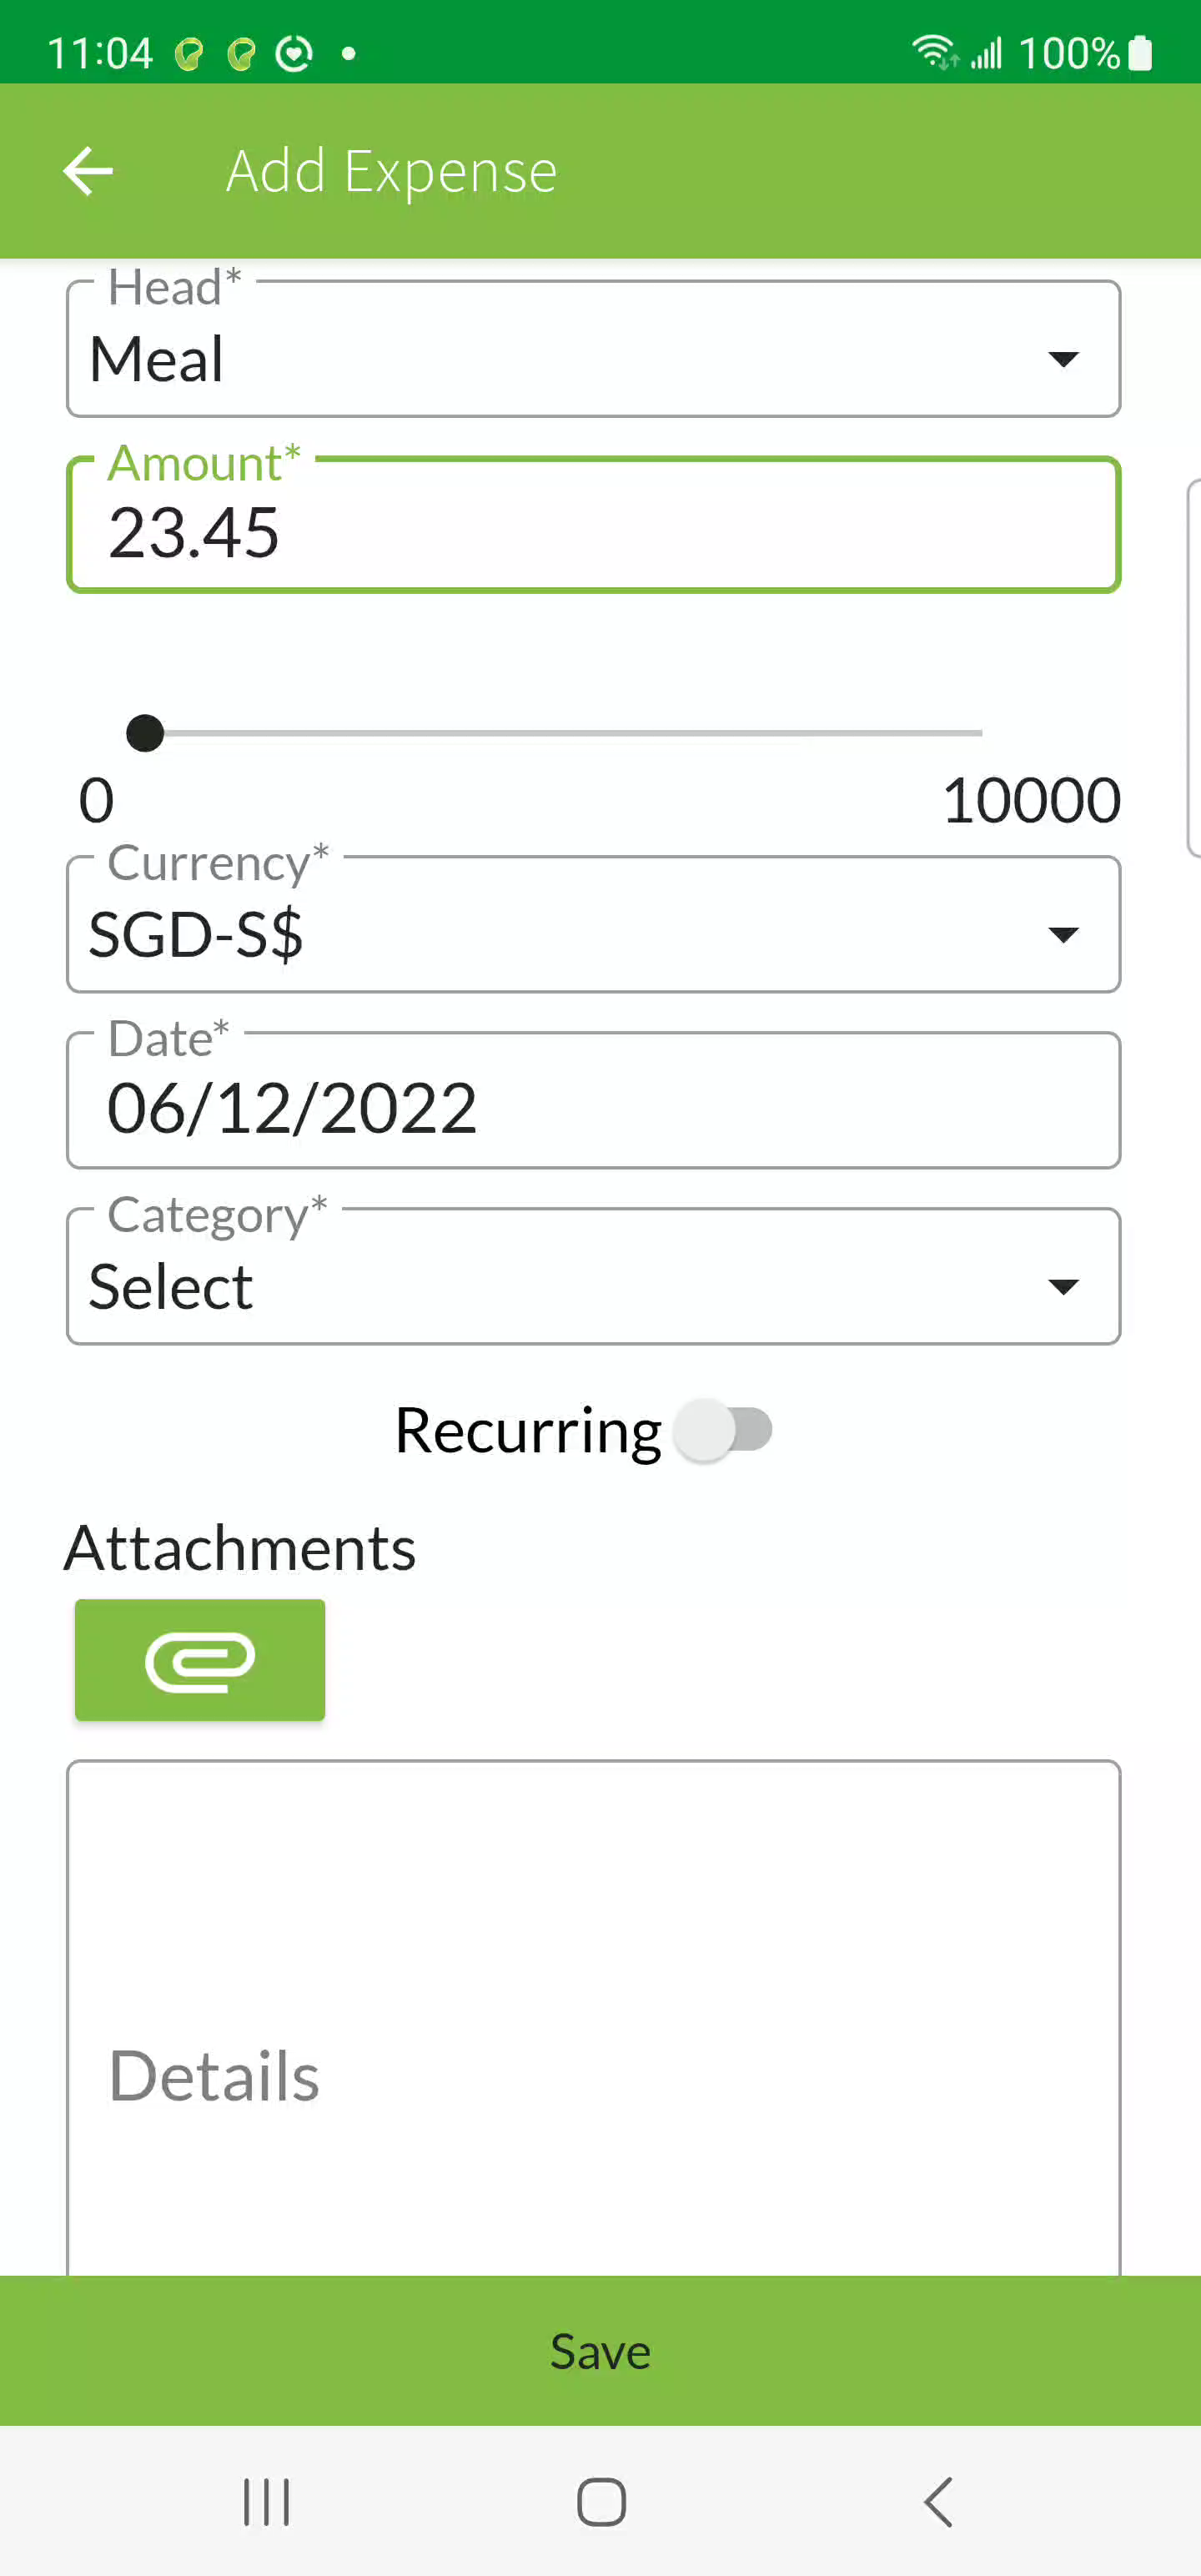 11:04 100%
Add Expense
Head*
Meal
Amount*
23.45
0 10000
Currency*
SGD-S$
Date*
06/12/2022
Category*
Select
Recurring
Attachments
Details
Save